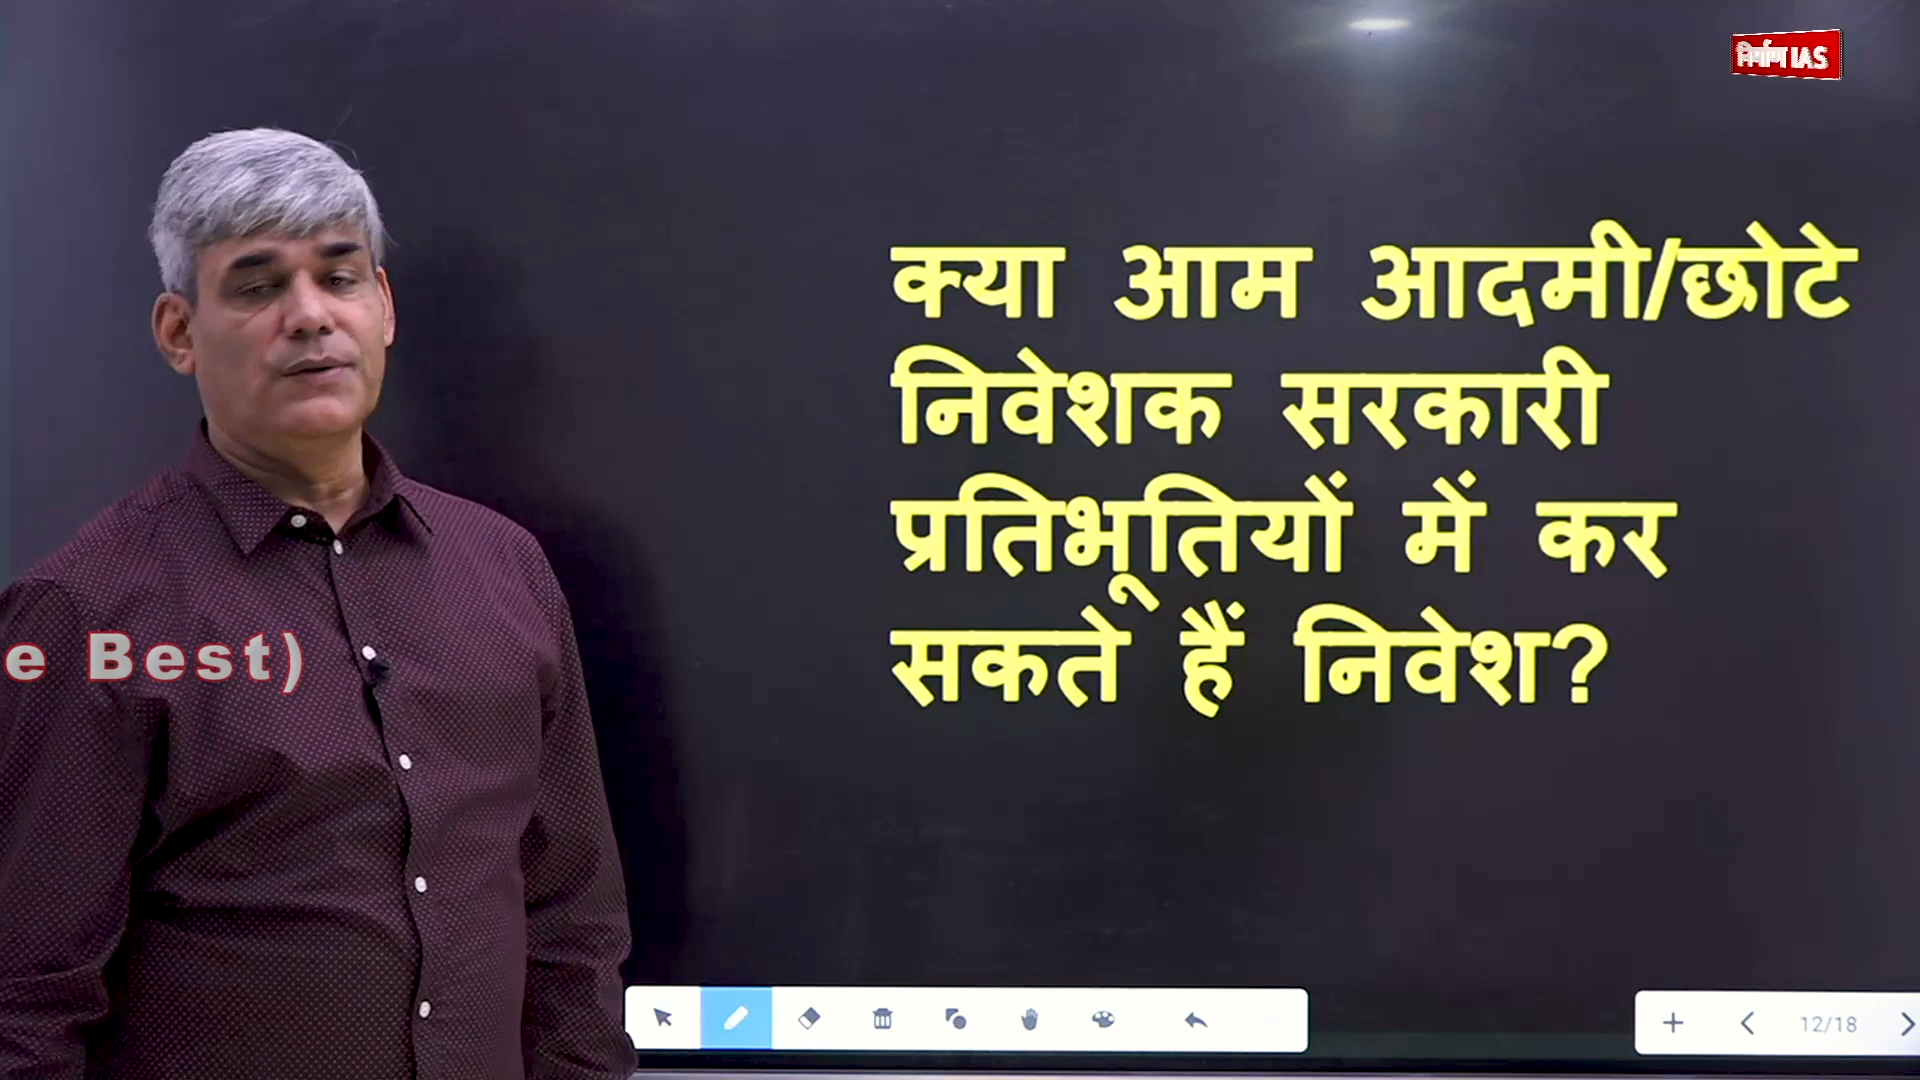 निर्माण IAS
क्या आम आदमी/छोटे
निवेशक सरकारी
प्रतिभूतियों में कर
सकते हैं निवेश?
e Best)
12/18